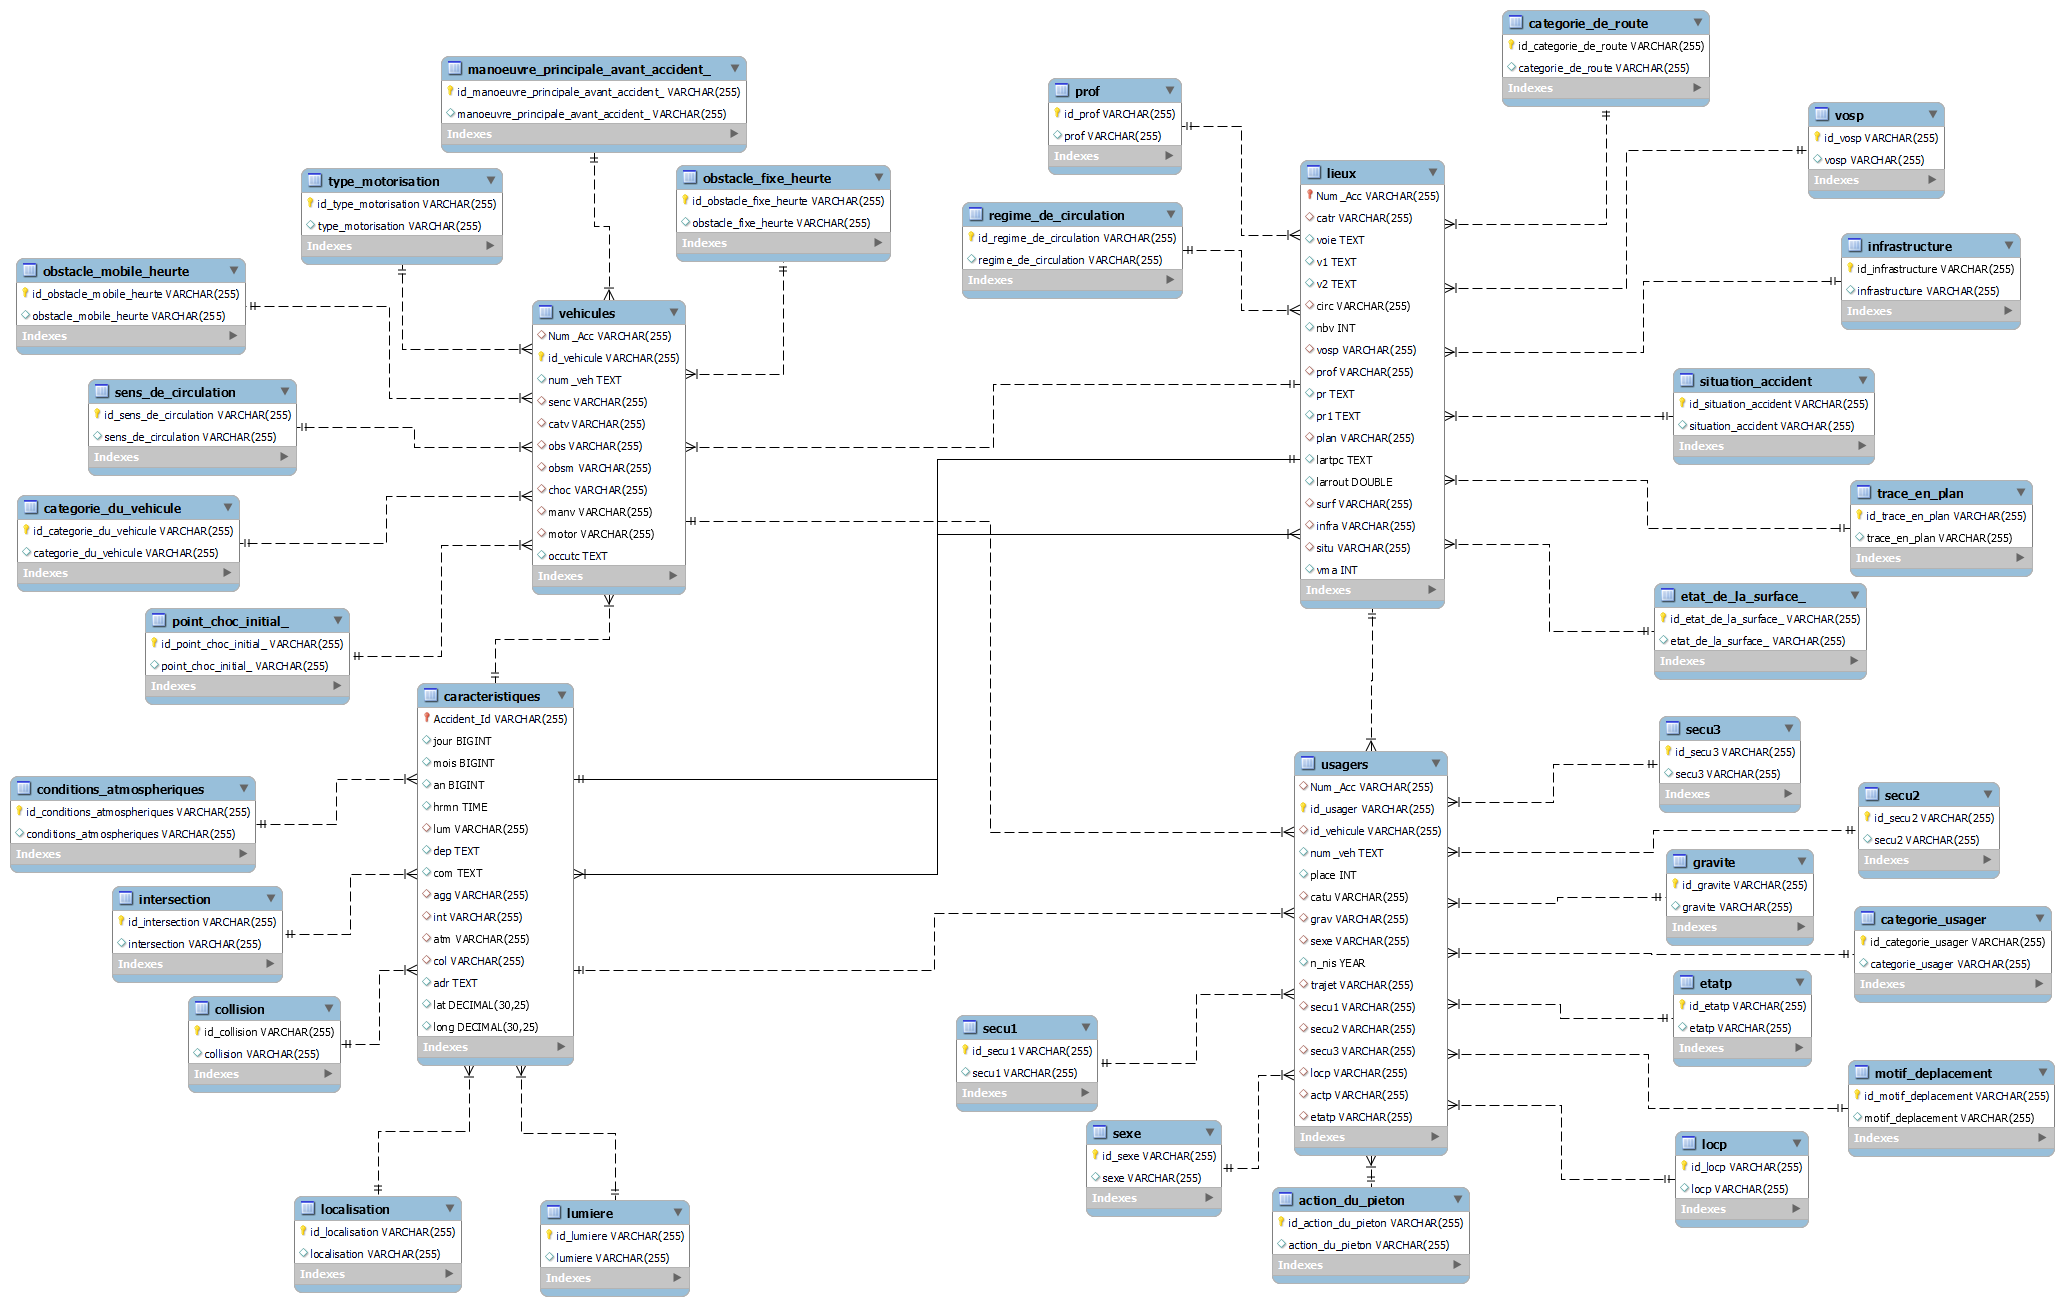 manoeuvre_principale_avant_accident_
id_manoeuvre_principale_avant_accident_ VARCHAR(255)
manoeuvre_principale_avant_accident_ VARCHAR(255)
Indexes
type_motorisation
id_type_motorisation VARCHAR(255)
type_motorisation VARCHAR(255)
Indexes
obstacle_fixe_heurte
id_obstacle_fixe_heurte VARCHAR(255)
obstacle_fixe_heurte VARCHAR(255)
Indexes
obstacle_mobile_heurte
id_obstacle_mobile_heurte VARCHAR(255)
obstacle_mobile_heurte VARCHAR(255)
Indexes
sens_de_circulation
id_sens_de_circulation VARCHAR(255)
sens_de_circulation VARCHAR(255)
Indexes
categorie_du_vehicule
id_categorie_du_vehicule VARCHAR(255)
categorie_du_vehicule VARCHAR(255)
Indexes
point_choc_initial_
id_point_choc_initial_ VARCHAR(255)
point_choc_initial_ VARCHAR(255)
Indexes
vehicules
Num_Acc VARCHAR(255)
id_vehicule VARCHAR(255)
num_veh TEXT
senc VARCHAR(255)
catv VARCHAR(255)
obs VARCHAR(255)
obsm VARCHAR(255)
choc VARCHAR(255)
manv VARCHAR(255)
motor VARCHAR(255)
occutc TEXT
Indexes
caracteristiques
Accident_Id VARCHAR(255)
jour BIGINT
mois BIGINT
an BIGINT
hrmn TIME
lum VARCHAR(255)
dep TEXT
com TEXT
agg VARCHAR(255)
int VARCHAR(255)
atm VARCHAR(255)
col VARCHAR(255)
adr TEXT
lat DECIMAL(30,25)
long DECIMAL(30,25)
Indexes
conditions_atmospheriques
id_conditions_atmospheriques VARCHAR(255)
conditions_atmospheriques VARCHAR(255)
Indexes
intersection
id_intersection VARCHAR(255)
intersection VARCHAR(255)
Indexes
collision
id_collision VARCHAR(255)
collision VARCHAR(255)
Indexes
localisation
id_localisation VARCHAR(255)
localisation VARCHAR(255)
Indexes
lumiere
id_lumiere VARCHAR(255)
lumiere VARCHAR(255)
Indexes
prof
id_prof VARCHAR(255)
prof VARCHAR(255)
Indexes
regime_de_circulation
id_regime_de_circulation VARCHAR(255)
regime_de_circulation VARCHAR(255)
Indexes
categorie_de_route
id_categorie_de_route VARCHAR(255)
categorie_de_route VARCHAR(255)
Indexes
vosp
id_vosp VARCHAR(255)
vosp VARCHAR(255)
Indexes
lieux
Num_Acc VARCHAR(255)
catr VARCHAR(255)
voie TEXT
v1 TEXT
v2 TEXT
circ VARCHAR(255)
nbv INT
vosp VARCHAR(255)
prof VARCHAR(255)
pr TEXT
pr1 TEXT
plan VARCHAR(255)
lartpc TEXT
larrout DOUBLE
surf VARCHAR(255)
infra VARCHAR(255)
situ VARCHAR(255)
vma INT
Indexes
infrastructure
id_infrastructure VARCHAR(255)
infrastructure VARCHAR(255)
Indexes
situation_accident
id_situation_accident VARCHAR(255)
situation_accident VARCHAR(255)
Indexes
trace_en_plan
id_trace_en_plan VARCHAR(255)
trace_en_plan VARCHAR(255)
Indexes
etat_de_la_surface_
id_etat_de_la_surface_ VARCHAR(255)
etat_de_la_surface_ VARCHAR(255)
Indexes
usagers
Num_Acc VARCHAR(255)
id_usager VARCHAR(255)
id_vehicule VARCHAR(255)
num_veh TEXT
place INT
catu VARCHAR(255)
grav VARCHAR(255)
sexe VARCHAR(255)
n_nis YEAR
trajet VARCHAR(255)
secu1 VARCHAR(255)
secu2 VARCHAR(255)
secu3 VARCHAR(255)
locp VARCHAR(255)
actp VARCHAR(255)
etatp VARCHAR(255)
Indexes
secu3
id_secu3 VARCHAR(255)
secu3 VARCHAR(255)
Indexes
secu2
id_secu2 VARCHAR(255)
secu2 VARCHAR(255)
Indexes
gravite
id_gravite VARCHAR(255)
gravite VARCHAR(255)
Indexes
categorie_usager
id_categorie_usager VARCHAR(255)
categorie_usager VARCHAR(255)
Indexes
etatp
id_etatp VARCHAR(255)
etatp VARCHAR(255)
Indexes
motif_deplacement
id_motif_deplacement VARCHAR(255)
motif_deplacement VARCHAR(255)
Indexes
locp
id_locp VARCHAR(255)
locp VARCHAR(255)
Indexes
secu1
id_secu1 VARCHAR(255)
secu1 VARCHAR(255)
Indexes
sexe
id_sexe VARCHAR(255)
sexe VARCHAR(255)
Indexes
action_du_pieton
id_action_du_pieton VARCHAR(255)
action_du_pieton VARCHAR(255)
Indexes